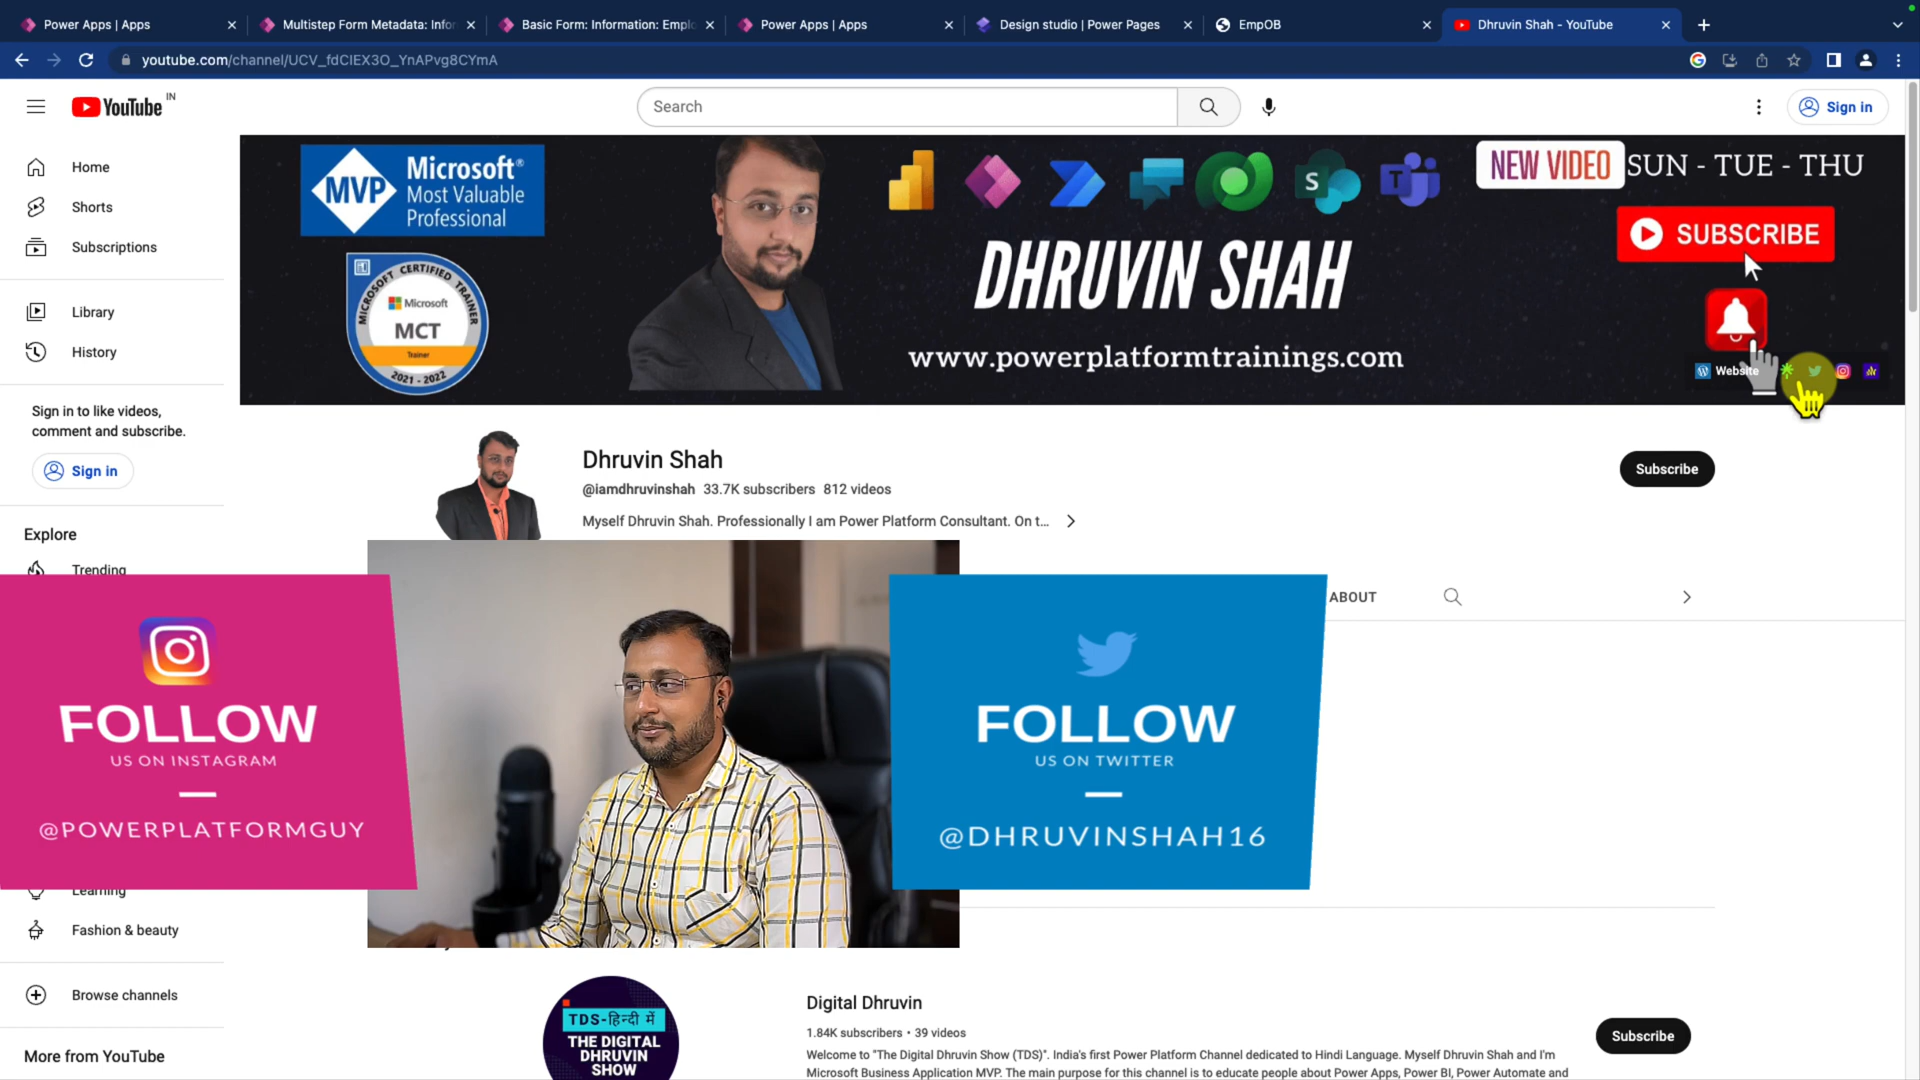 Power Apps | Apps
Multistep Form Metadata: Infor
Basic Form: Information: Emplo
Power Apps | Apps
Design studio | Power Pages
EmpOB
Dhruvin Shah - YouTube
youtube.com/channel/UCV_fdCIEX3O_YnAPvg8CYmA
YouTube IN
Search
Sign in
Home
Shorts
Subscriptions
Library
History
Sign in to like videos,
comment and subscribe.
Sign in
Explore
Trending
Learning
Fashion & beauty
Browse channels
More from YouTube
MVP
Microsoft®
Most Valuable
Professional
MICROSOFT CERTIFIED TRAINER
Microsoft
MCT
Trainer
2021 - 2022
DHRUVIN SHAH
www.powerplatformtrainings.com
NEW VIDEO SUN - TUE - THU
SUBSCRIBE
Website
Dhruvin Shah
@iamdhruvinshah 33.7K subscribers 812 videos
Myself Dhruvin Shah. Professionally I am Power Platform Consultant. On t...
Subscribe
ABOUT
FOLLOW
US ON INSTAGRAM
@POWERPLATFORMGUY
FOLLOW
US ON TWITTER
@DHRUVINSHAH16
TDS-हिन्दी में
THE DIGITAL
DHRUVIN
SHOW
Digital Dhruvin
1.84K subscribers • 39 videos
Welcome to "The Digital Dhruvin Show (TDS)". India's first Power Platform Channel dedicated to Hindi Language. Myself Dhruvin Shah and I'm
Microsoft Business Application MVP. The main purpose for this channel is to educate people about Power Apps, Power BI, Power Automate and
Subscribe